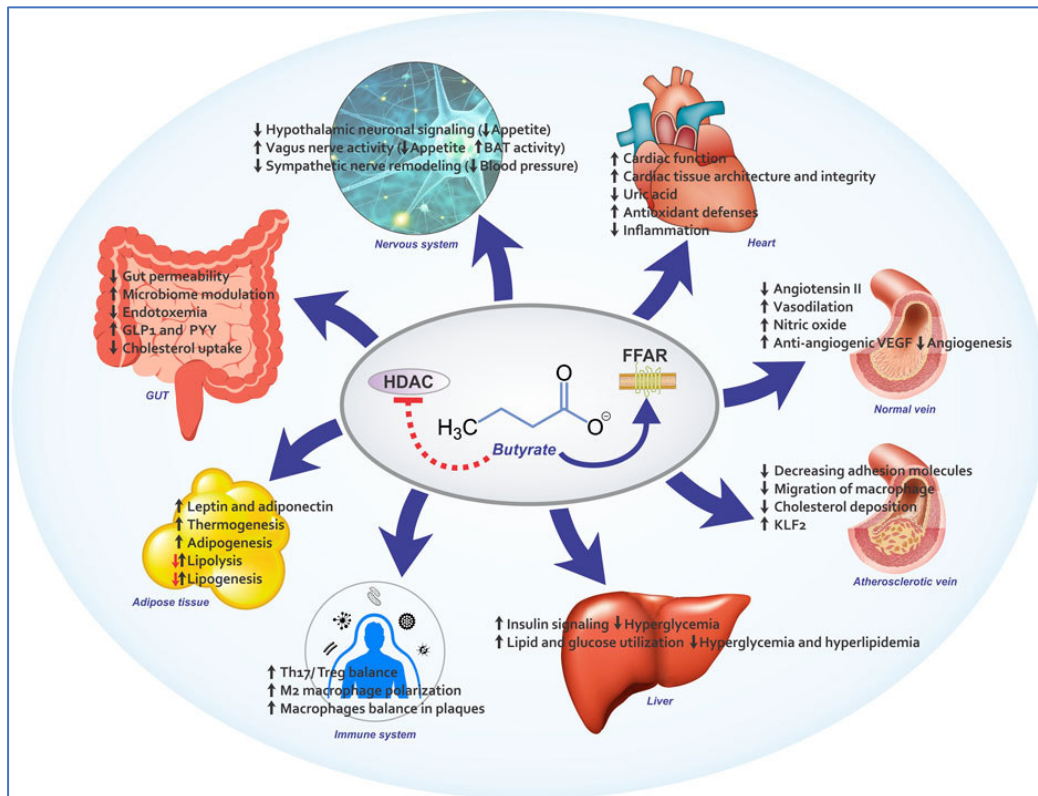 ↓ Hypothalamic neuronal signaling (↓Appetite)
↑ Vagus nerve activity (↓Appetite ↑BAT activity)
↓ Sympathetic nerve remodeling (↓Blood pressure)
Nervous system
↑ Cardiac function
↑ Cardiac tissue architecture and integrity
↓ Uric acid
↑ Antioxidant defenses
↓ Inflammation
Heart
↓ Gut permeability
↑ Microbiome modulation
↓ Endotoxemia
↑ GLP1 and PYY
↓ Cholesterol uptake
GUT
↓ Angiotensin II
↑ Vasodilation
↑ Nitric oxide
↑ Anti-angiogenic VEGF ↓ Angiogenesis
Normal vein
HDAC
FFAR
O
H₃C
O⊖
Butyrate
↓ Decreasing adhesion molecules
↓ Migration of macrophage
↓ Cholesterol deposition
↑ KLF2
Atherosclerotic vein
↑ Leptin and adiponectin
↑ Thermogenesis
↑ Adipogenesis
↓↑ Lipolysis
↓↑ Lipogenesis
Adipose tissue
↑ Th17/ Treg balance
↑ M2 macrophage polarization
↑ Macrophages balance in plaques
Immune system
↑ Insulin signaling ↓ Hyperglycemia
↑ Lipid and glucose utilization ↓ Hyperglycemia and hyperlipidemia
Liver